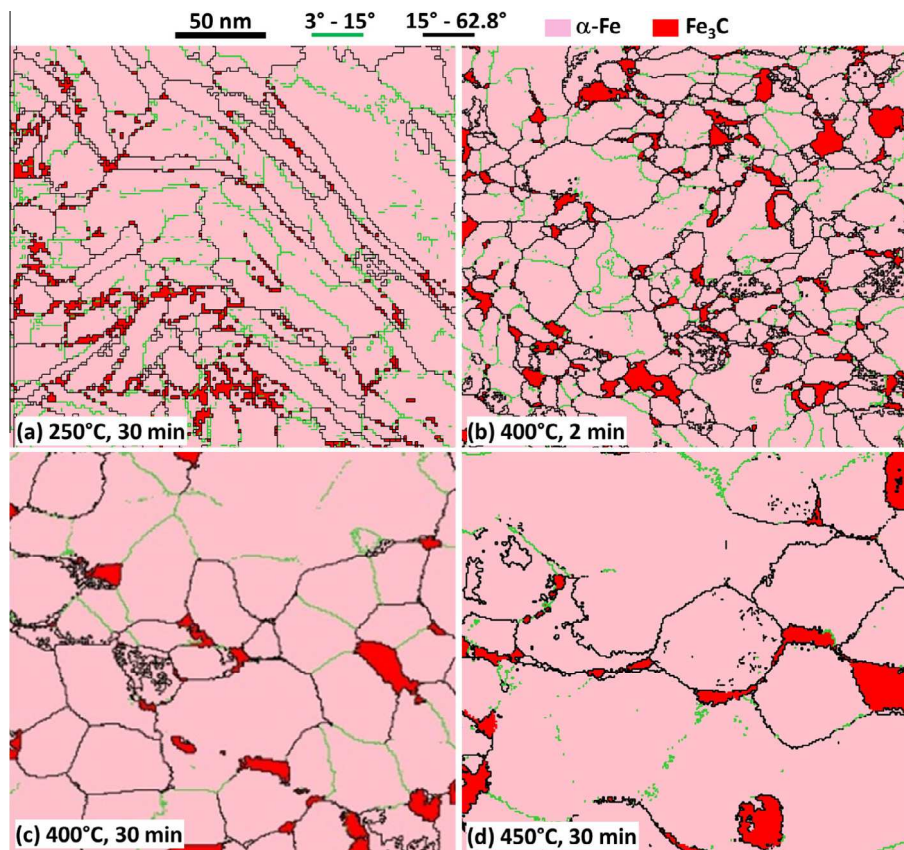 50 nm 3° - 15° 15° - 62.8° α-Fe Fe₃C
(a) 250°C, 30 min
(b) 400°C, 2 min
(c) 400°C, 30 min
(d) 450°C, 30 min